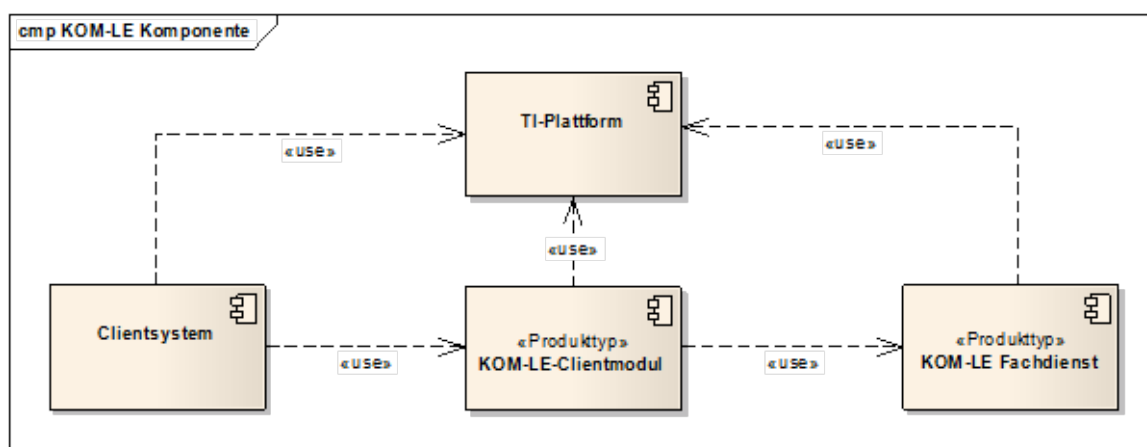 cmp KOM-LE Komponente
TI-Plattform
«use»
«use»
«use»
Clientsystem
«Produkttyp»
KOM-LE-Clientmodul
«Produkttyp»
KOM-LE Fachdienst
«use»
«use»